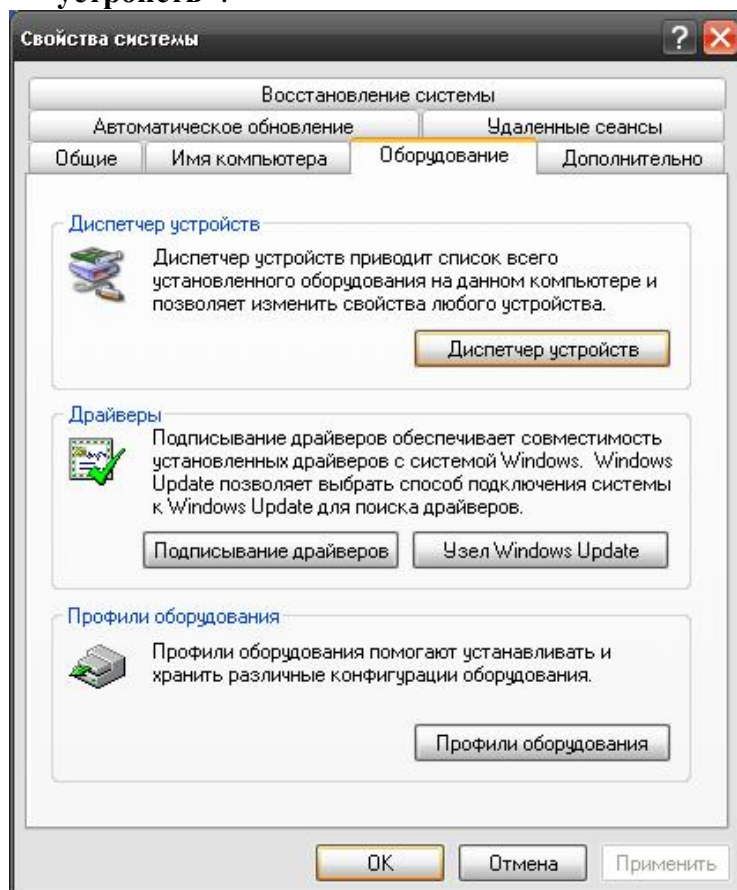 устройств".
Свойства системы
Восстановление системы
Автоматическое обновление Удаленные сеансы
Общие Имя компьютера Оборудование Дополнительно
Диспетчер устройств
Диспетчер устройств приводит список всего
установленного оборудования на данном компьютере и
позволяет изменить свойства любого устройства.
Диспетчер устройств
Драйверы
Подписывание драйверов обеспечивает совместимость
установленных драйверов с системой Windows. Windows
Update позволяет выбрать способ подключения системы
к Windows Update для поиска драйверов.
Подписывание драйверов Узел Windows Update
Профили оборудования
Профили оборудования помогают устанавливать и
хранить различные конфигурации оборудования.
Профили оборудования
OK Отмена Применить